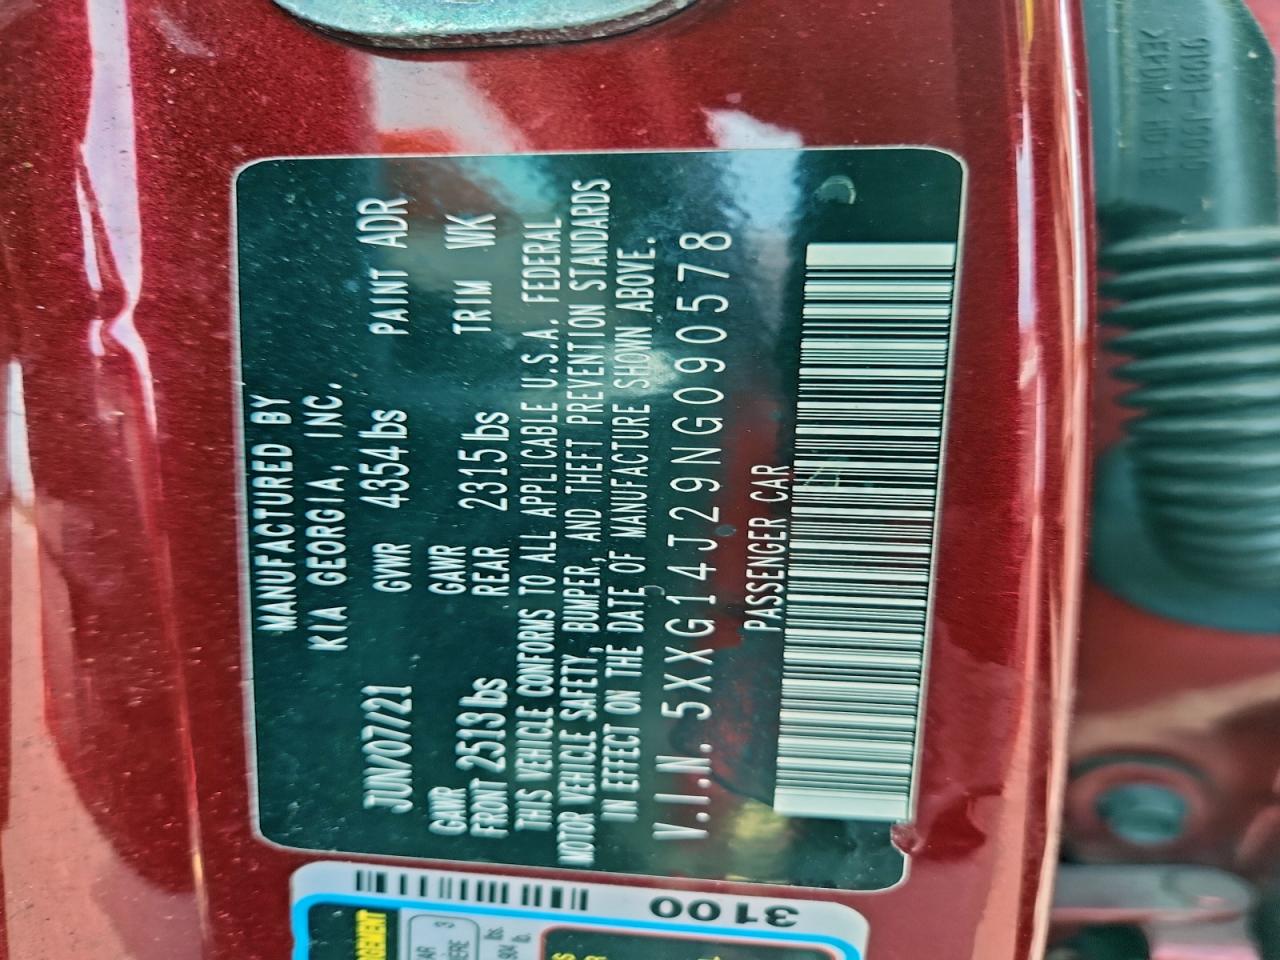 MANUFACTURED BY
KIA GEORGIA, INC.
JUN/07/21 GVWR 4354lbs PAINT ADR
GAWR FRONT 2513lbs GAWR REAR 2315lbs TRIM WK
THIS VEHICLE CONFORMS TO ALL APPLICABLE U.S.A. FEDERAL
MOTOR VEHICLE SAFETY, BUMPER, AND THEFT PREVENTION STANDARDS
IN EFFECT ON THE DATE OF MANUFACTURE SHOWN ABOVE.
V.I.N. 5XXG14J29NG090578
PASSENGER CAR
3100